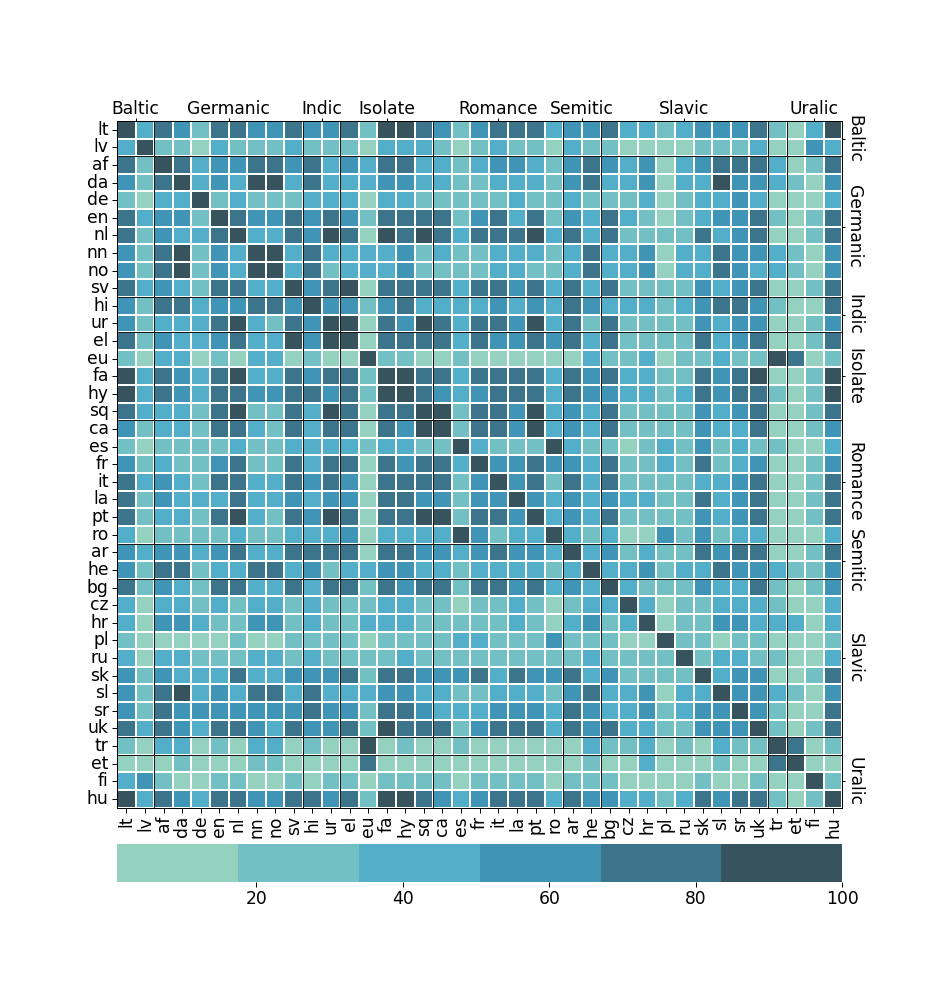 Baltic Germanic Indic Isolate Romance Semitic Slavic Uralic
lt
lv
af
da
de
en
nl
nn
no
sv
hi
ur
el
eu
fa
hy
sq
ca
es
fr
it
la
pt
ro
ar
he
bg
cz
hr
pl
ru
sk
sl
sr
uk
tr
et
fi
hu
Baltic
Germanic
Indic
Isolate
Romance
Semitic
Slavic
Uralic
lt lv af da de en nl nn no sv hi ur el eu fa hy sq ca es fr it la pt ro ar he bg cz hr pl ru sk sl sr uk tr et fi hu
20 40 60 80 100